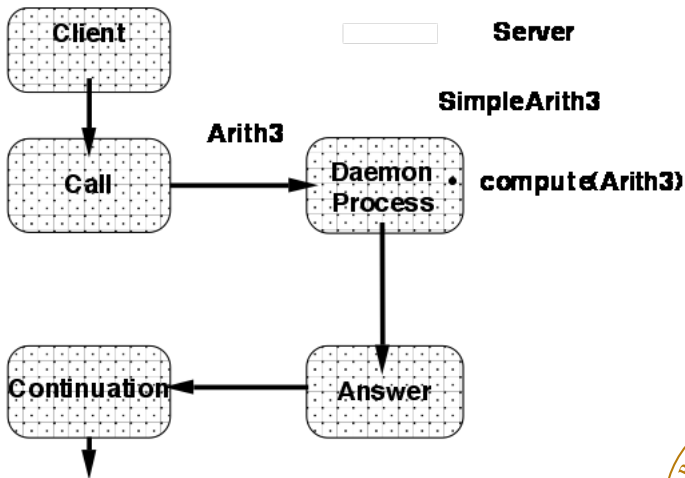 Client
Server
SimpleArith3
Arith3
Call
Daemon
Process
compute(Arith3)
Continuation
Answer